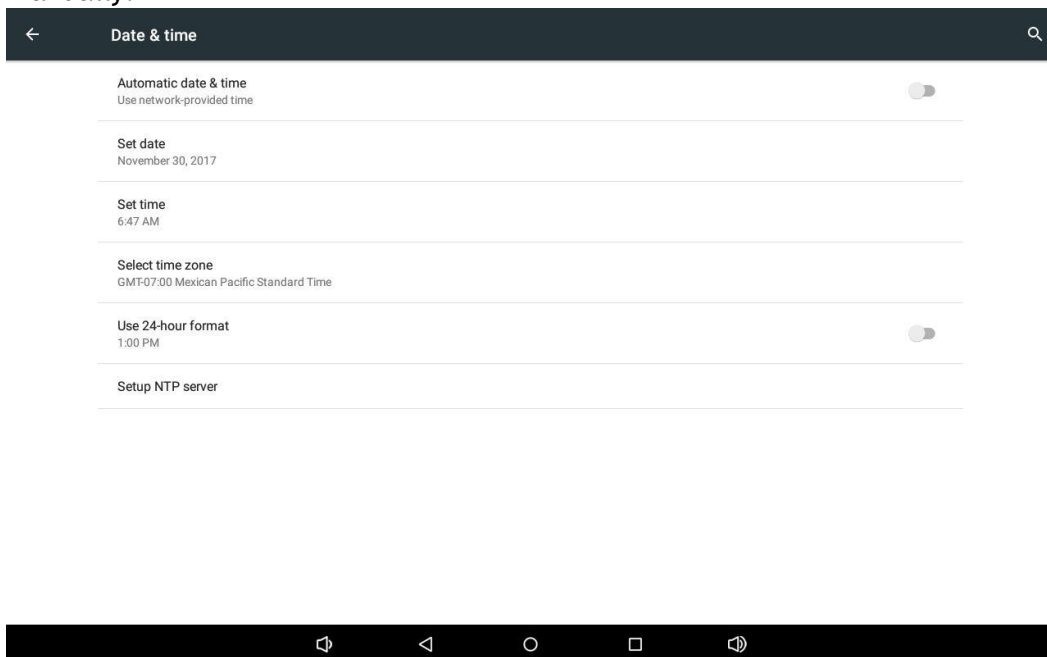 Date & time
Automatic date & time
Use network-provided time
Set date
November 30, 2017
Set time
6:47 AM
Select time zone
GMT-07:00 Mexican Pacific Standard Time
Use 24-hour format
1:00 PM
Setup NTP server